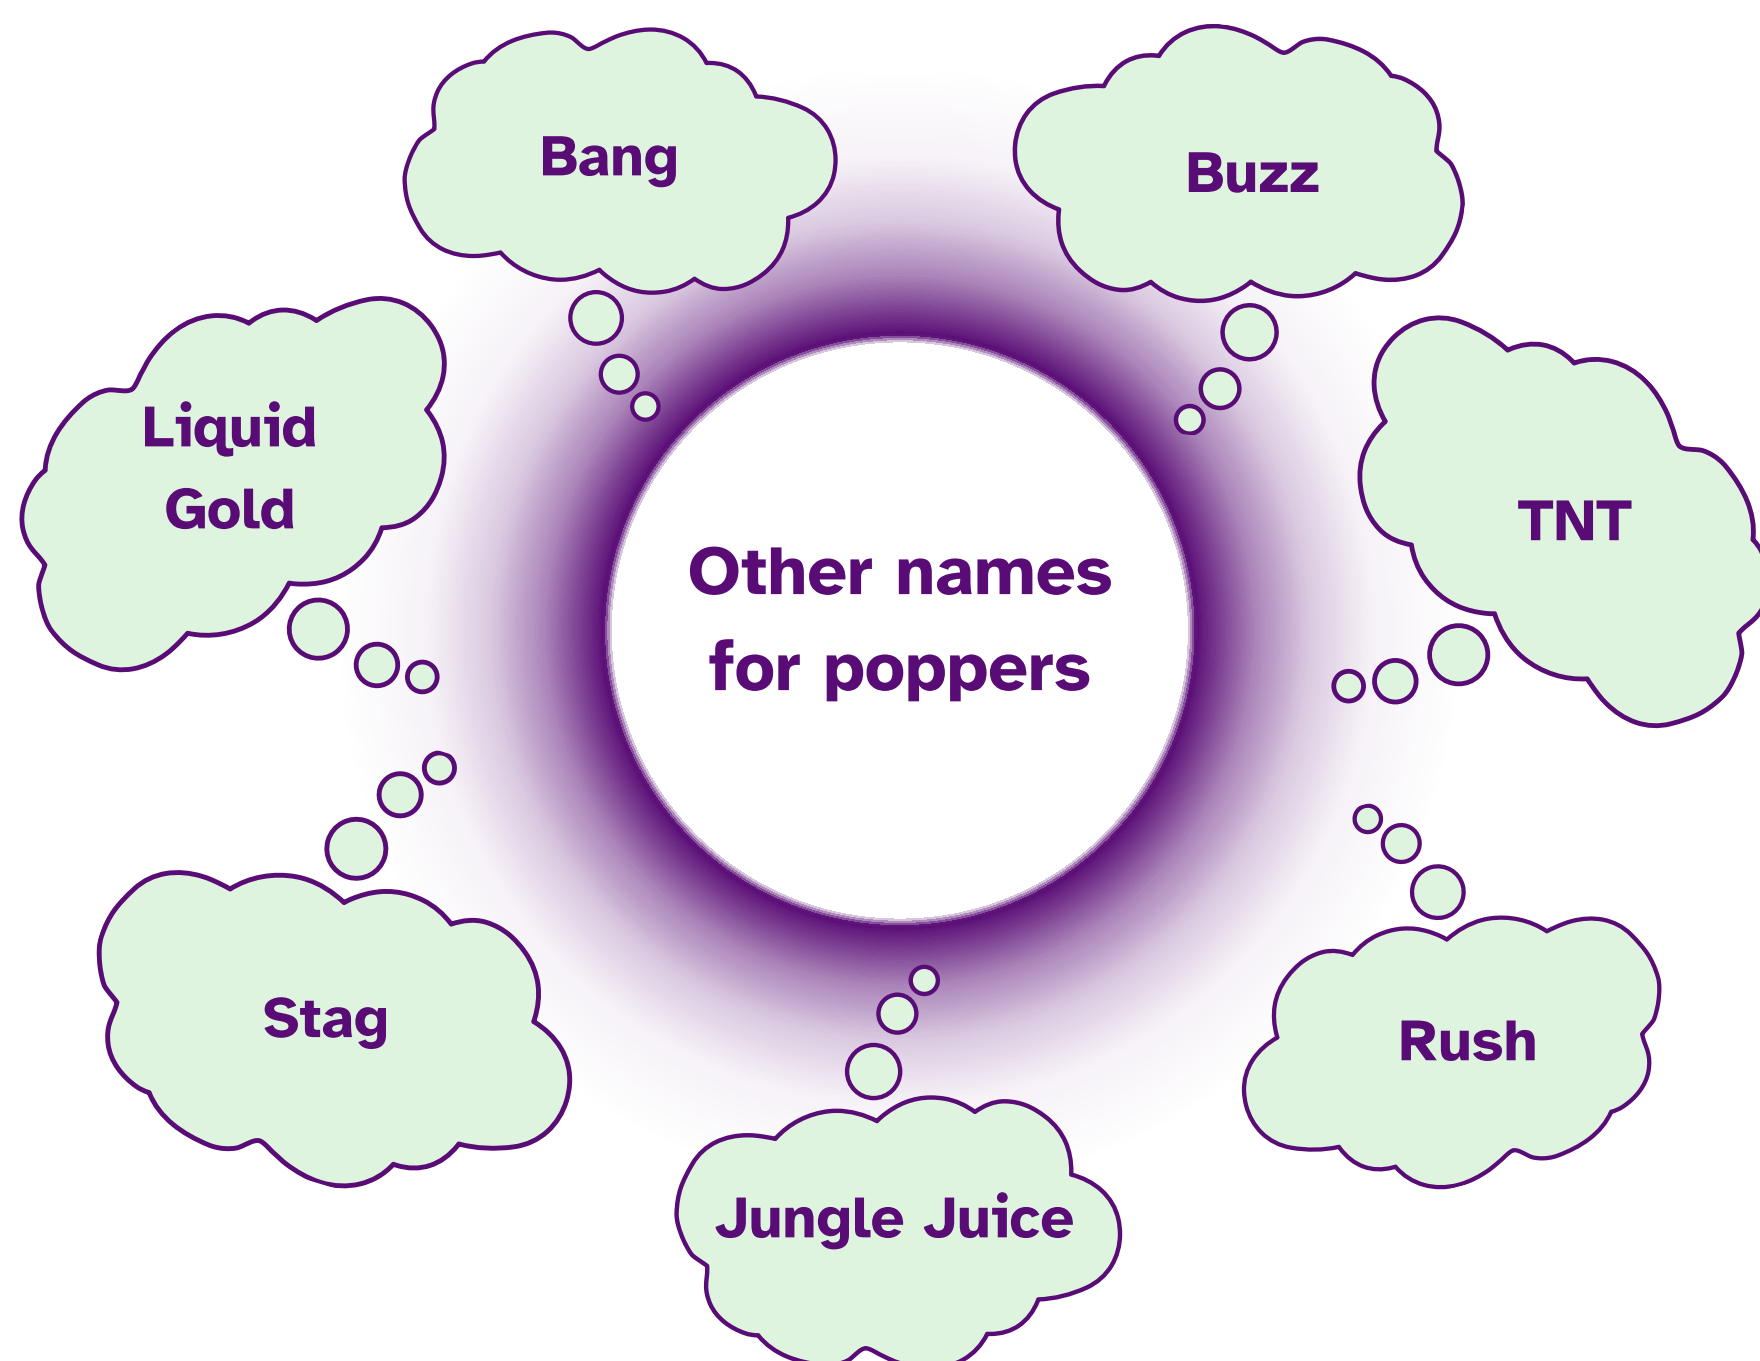 Bang
Buzz
Liquid
Gold
TNT
Other names
for poppers
Stag
Rush
Jungle Juice